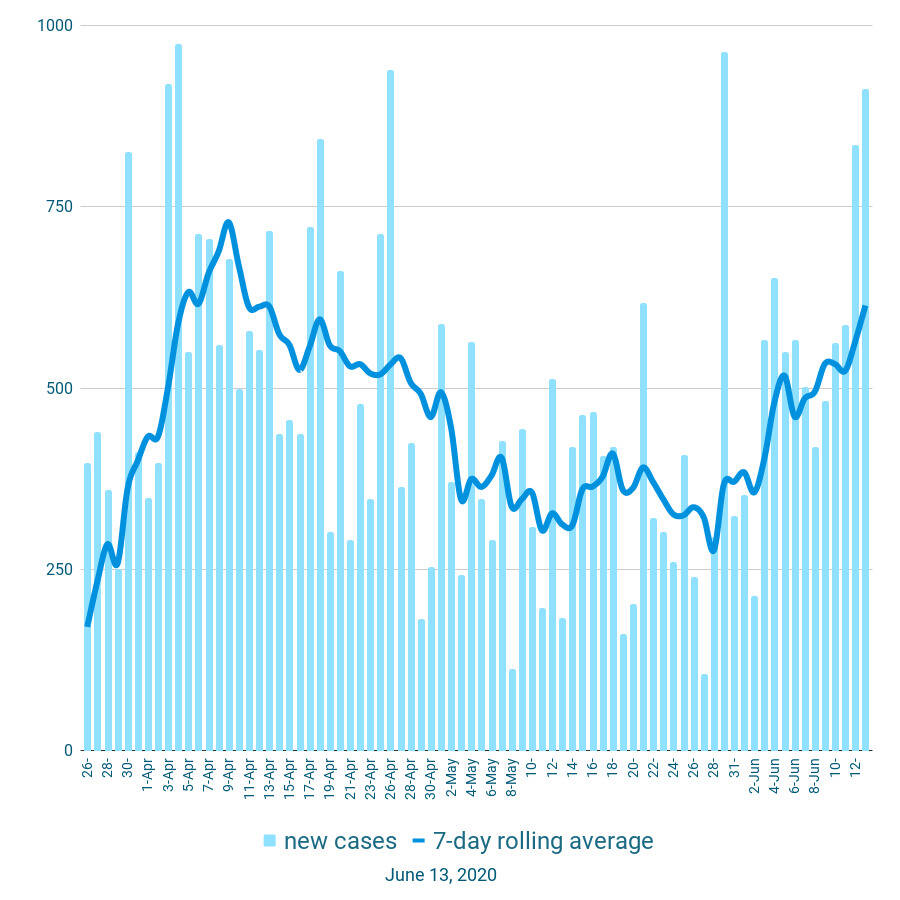 1000
750
500
250
0
26-
28-
30-
1-Apr
3-Apr
5-Apr
7-Apr
9-Apr
11-Apr
13-Apr
15-Apr
17-Apr
19-Apr
21-Apr
23-Apr
26-Apr
28-Apr
30-Apr
2-May
4-May
6-May
8-May
10-
12-
14-
16-
18-
20-
22-
24-
26-
28-
31-
2-Jun
4-Jun
6-Jun
8-Jun
10-
12-
new cases 7-day rolling average
June 13, 2020